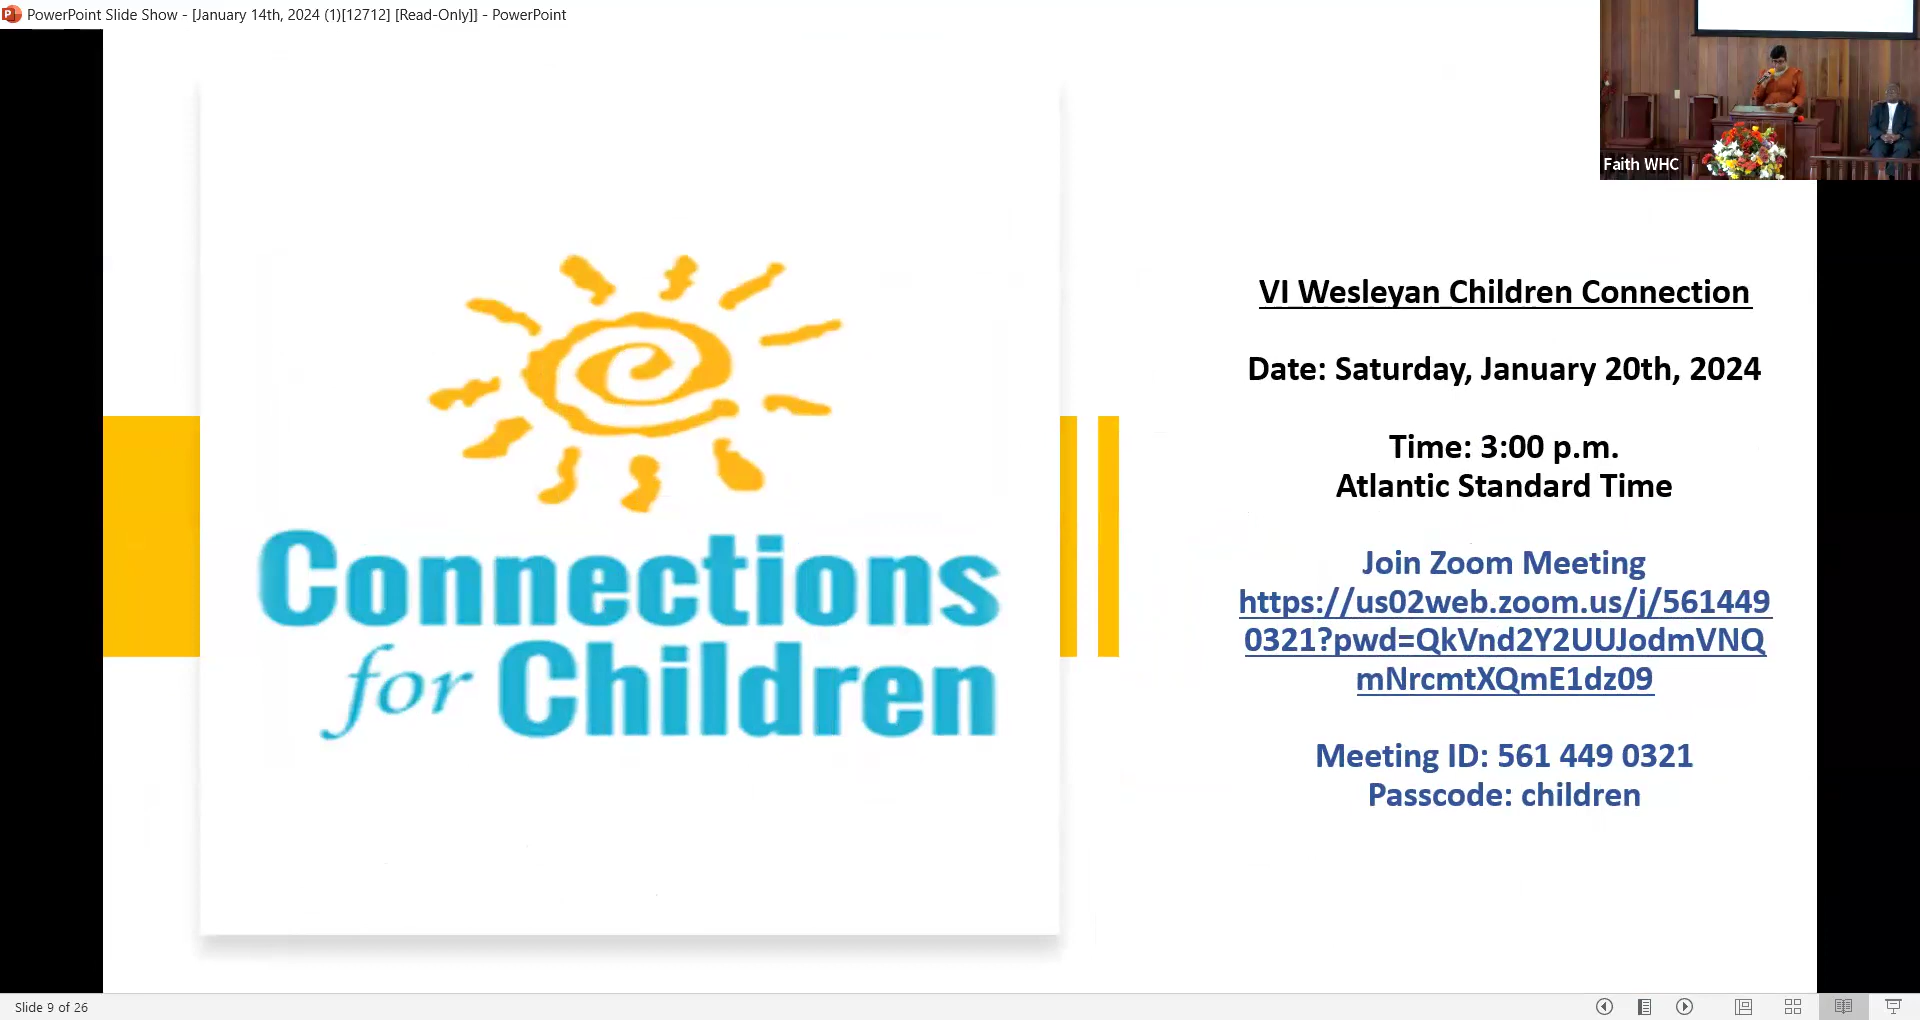 PowerPoint Slide Show - [January 14th, 2024 (1)[12712] [Read-Only]] - PowerPoint
Faith WHC
Connections
for Children
VI Wesleyan Children Connection
Date: Saturday, January 20th, 2024
Time: 3:00 p.m.
Atlantic Standard Time
Join Zoom Meeting
https://us02web.zoom.us/j/561449
0321?pwd=QkVnd2Y2UUJodmVNQ
mNrcmtXQmE1dz09
Meeting ID: 561 449 0321
Passcode: children
Slide 9 of 26